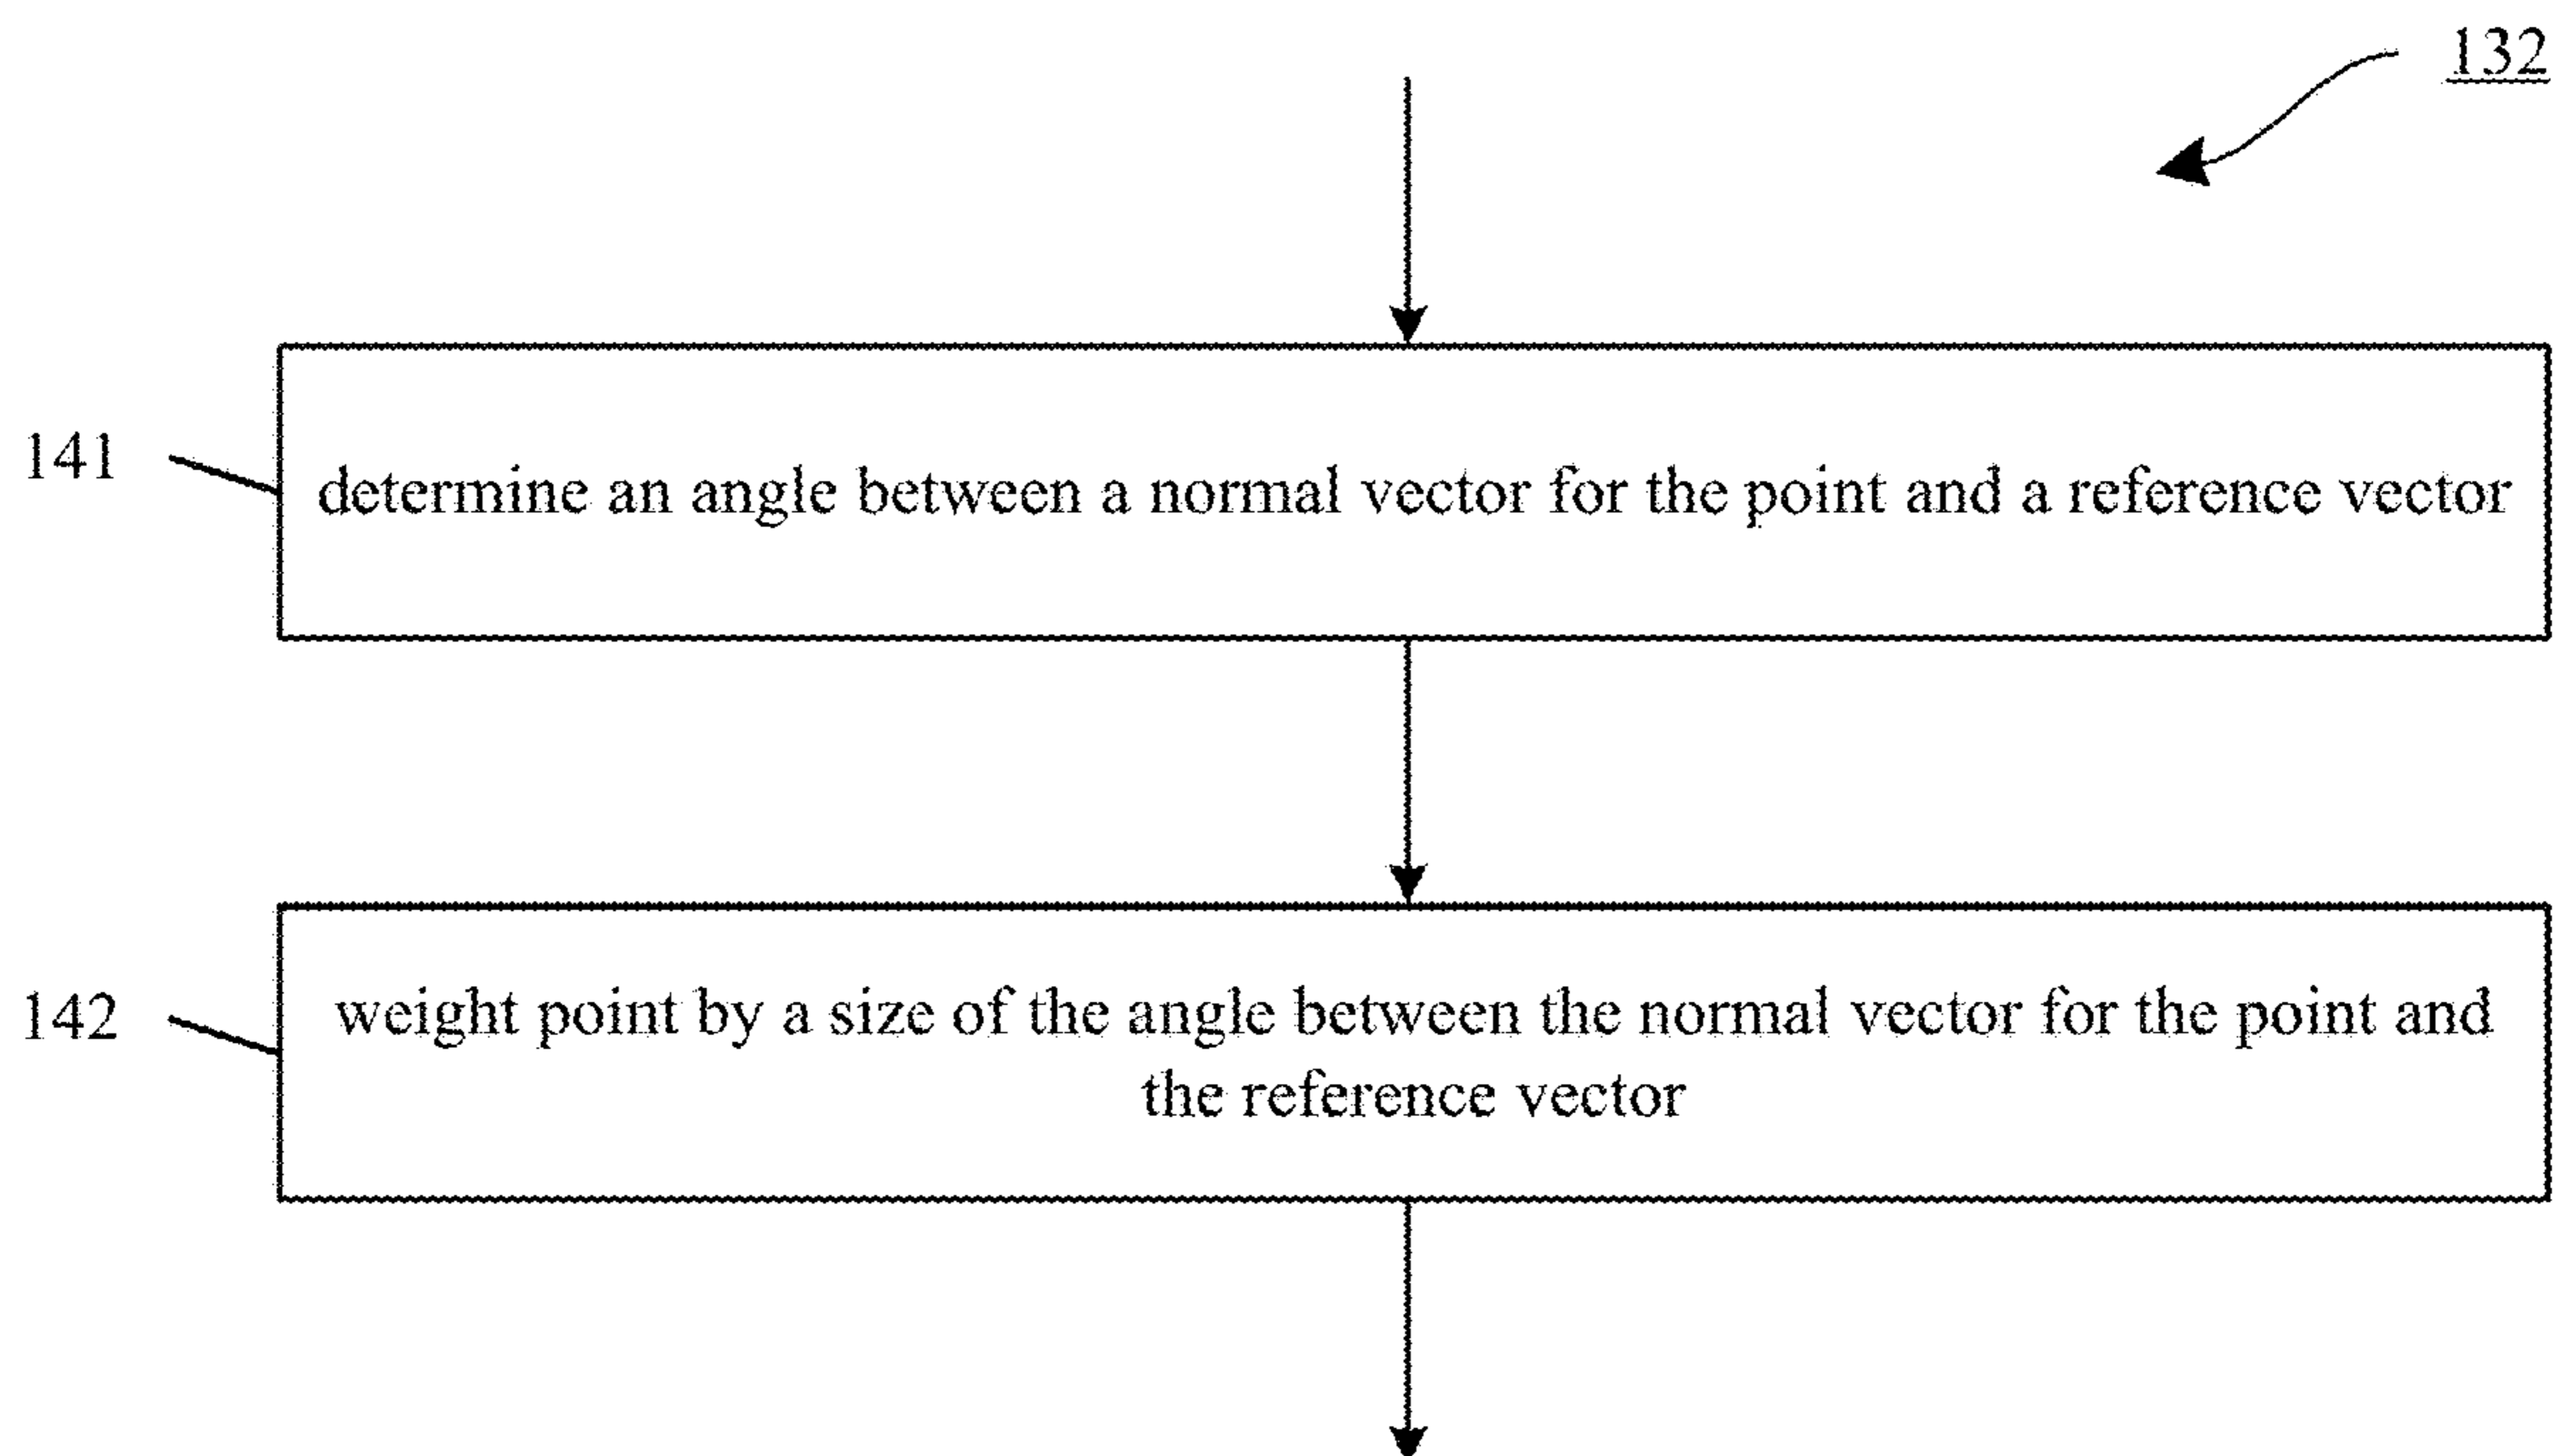 132
141
determine an angle between a normal vector for the point and a reference vector
142
weight point by a size of the angle between the normal vector for the point and
the reference vector